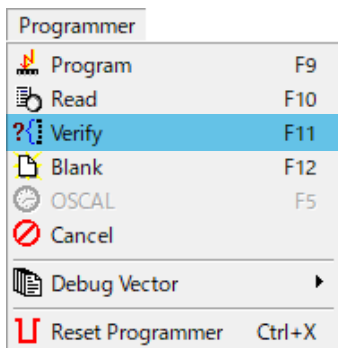 Programmer
Program F9
Read F10
Verify F11
Blank F12
OSCAL F5
Cancel
Debug Vector
Reset Programmer Ctrl+X